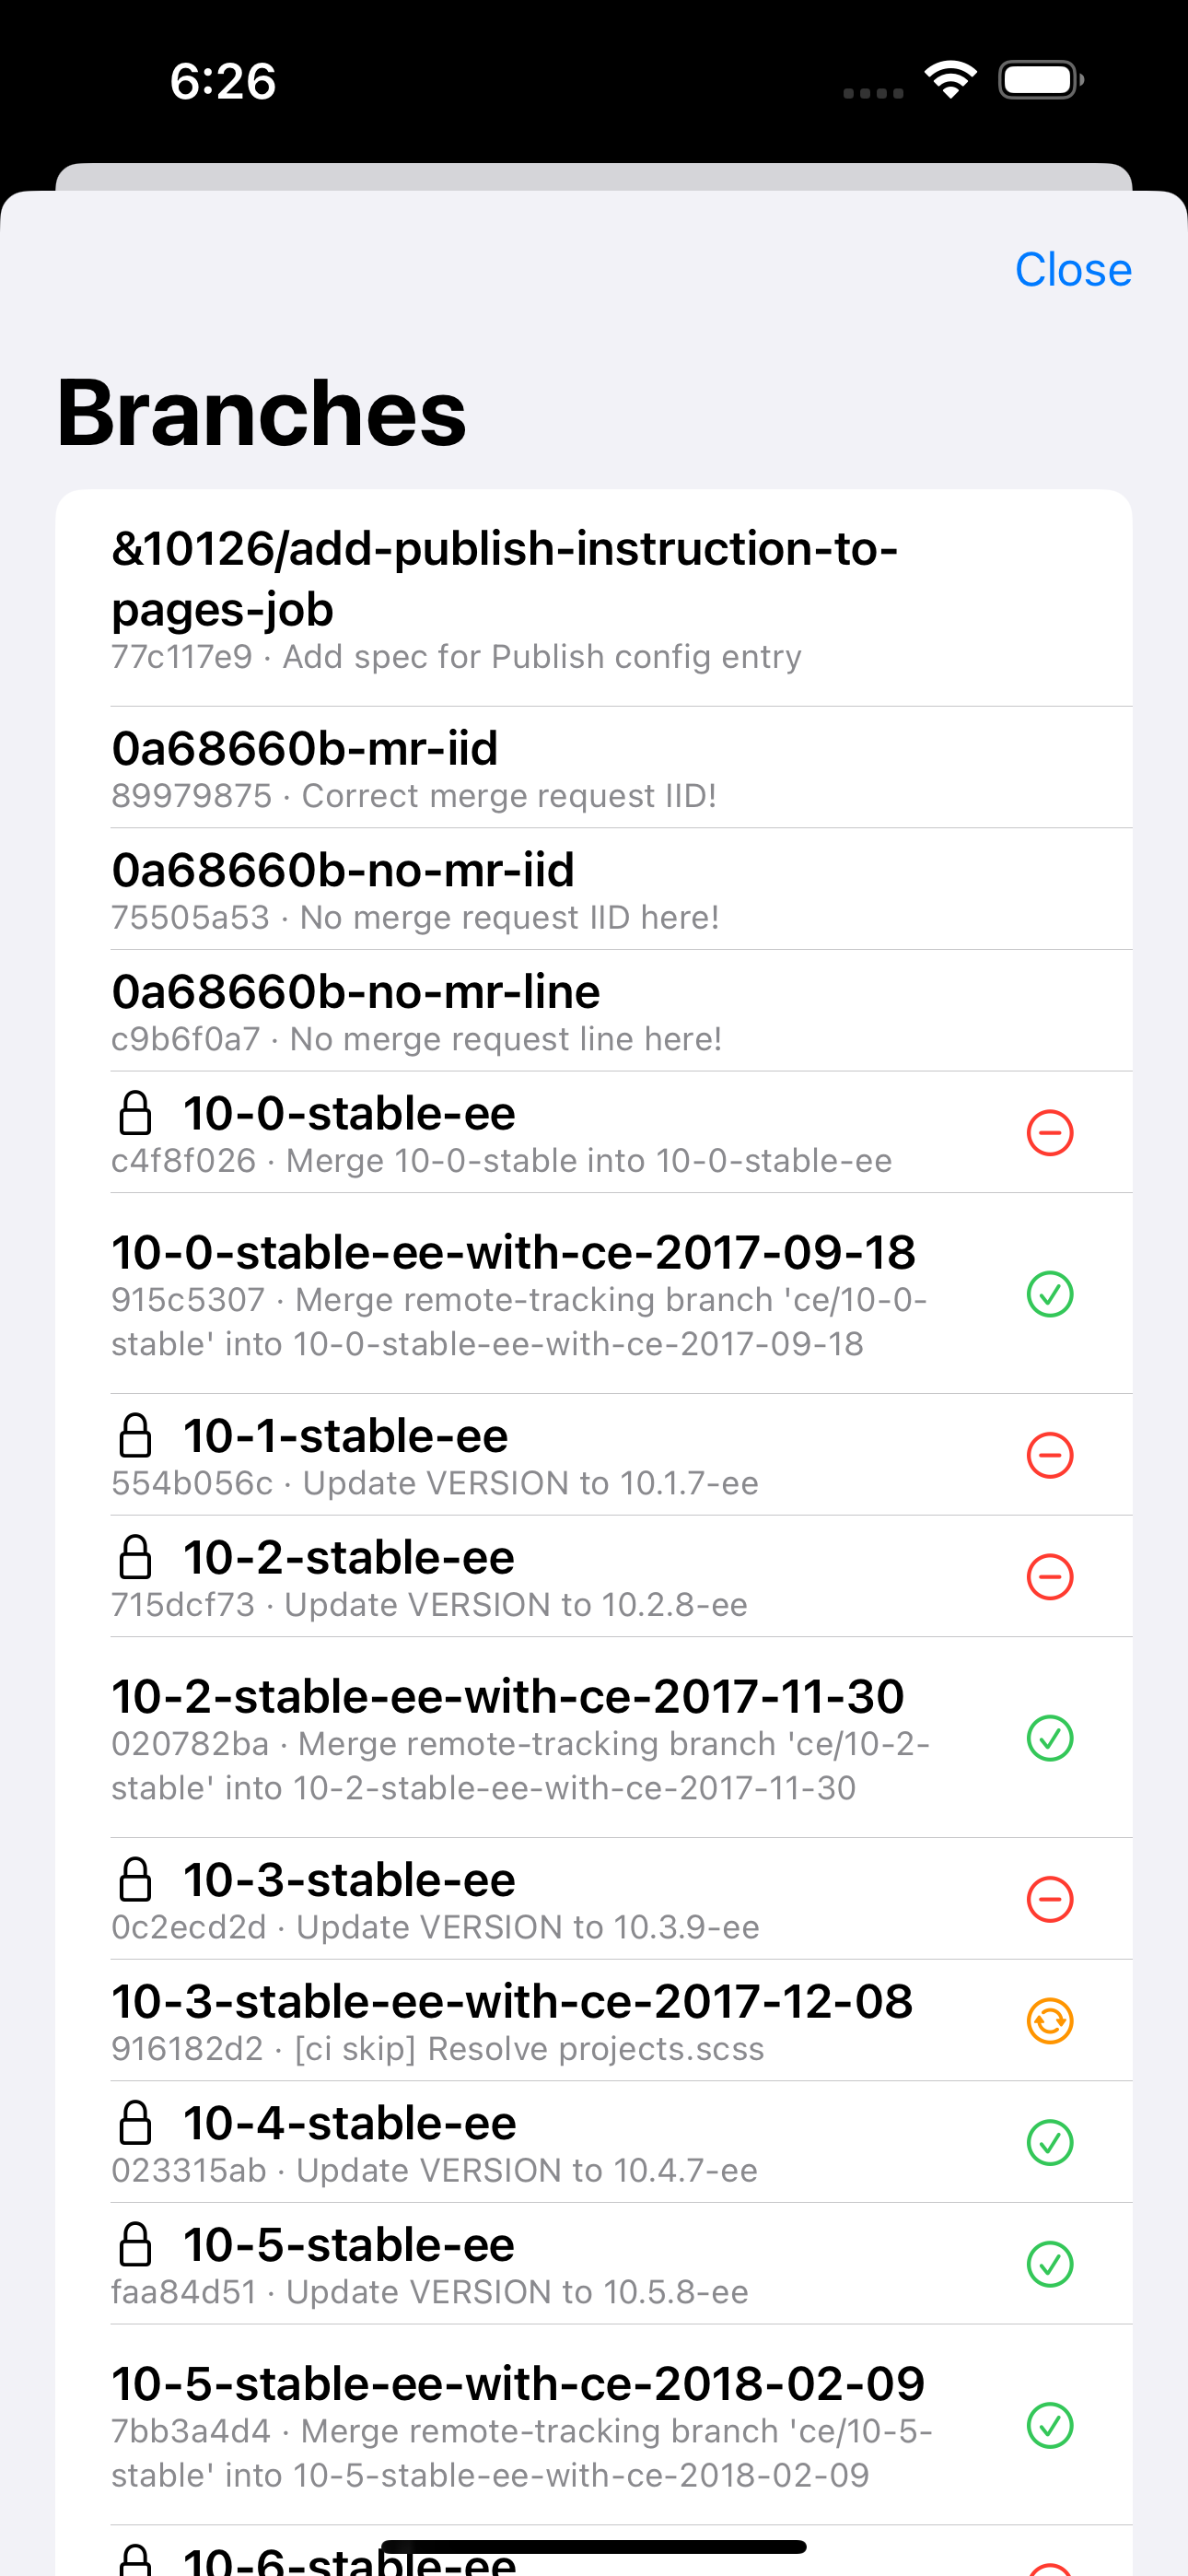 6:26
Close
Branches
&10126/add-publish-instruction-to-
pages-job
77c117e9 · Add spec for Publish config entry
0a68660b-mr-iid
89979875 · Correct merge request IID!
0a68660b-no-mr-iid
75505a53 · No merge request IID here!
0a68660b-no-mr-line
c9b6f0a7 · No merge request line here!
10-0-stable-ee
c4f8f026 · Merge 10-0-stable into 10-0-stable-ee
10-0-stable-ee-with-ce-2017-09-18
915c5307 · Merge remote-tracking branch 'ce/10-0-
stable' into 10-0-stable-ee-with-ce-2017-09-18
10-1-stable-ee
554b056c · Update VERSION to 10.1.7-ee
10-2-stable-ee
715dcf73 · Update VERSION to 10.2.8-ee
10-2-stable-ee-with-ce-2017-11-30
020782ba · Merge remote-tracking branch 'ce/10-2-
stable' into 10-2-stable-ee-with-ce-2017-11-30
10-3-stable-ee
0c2ecd2d · Update VERSION to 10.3.9-ee
10-3-stable-ee-with-ce-2017-12-08
916182d2 · [ci skip] Resolve projects.scss
10-4-stable-ee
023315ab · Update VERSION to 10.4.7-ee
10-5-stable-ee
faa84d51 · Update VERSION to 10.5.8-ee
10-5-stable-ee-with-ce-2018-02-09
7bb3a4d4 · Merge remote-tracking branch 'ce/10-5-
stable' into 10-5-stable-ee-with-ce-2018-02-09
10-6-stable-ee